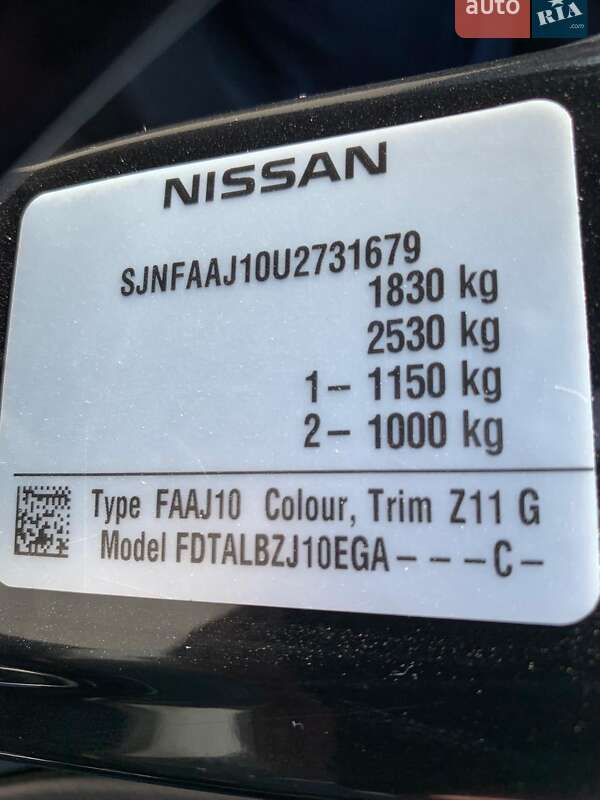 auto
RIA
.com
NISSAN
SJNFAAJ10U2731679
1830 kg
2530 kg
1– 1150 kg
2– 1000 kg
Type FAAJ10 Colour, Trim Z11 G
Model FDTALBZJ10EGA – – – C –